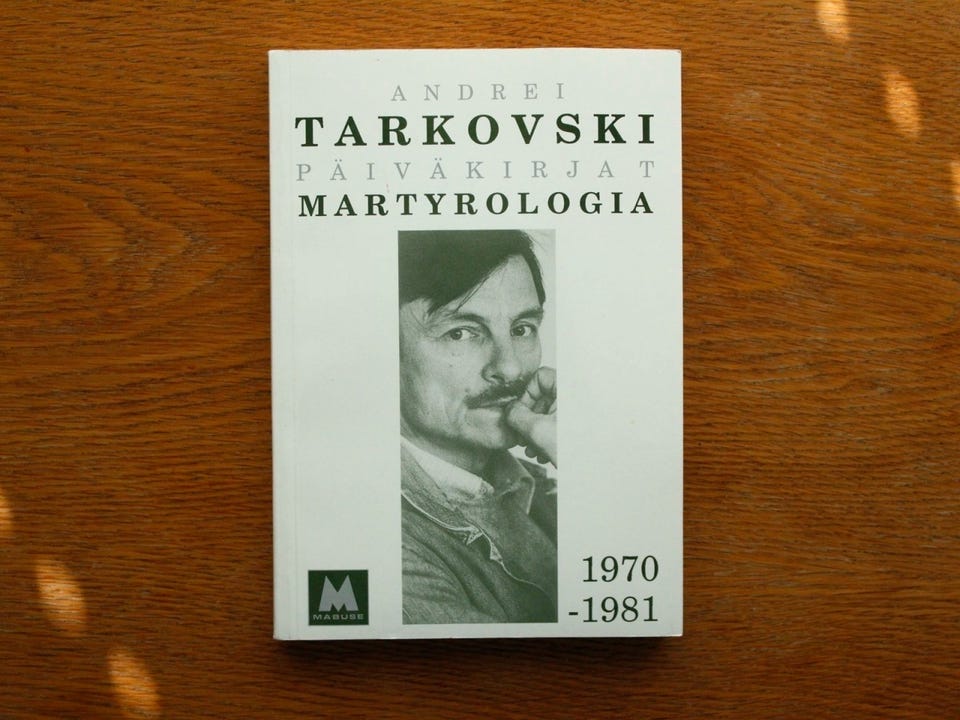 ANDREI
TARKOVSKI
PÄIVÄKIRJAT
MARTYROLOGIA
1970
-1981
M
MABUSE